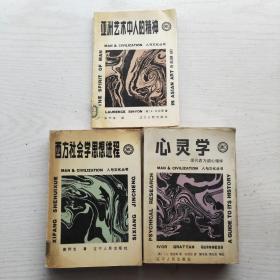 亚洲艺术中人的精神
MAN & CIVILIZATION 人与文化丛书
THE SPIRIT OF MAN
IN ASIAN ART
LAURENCE BINYON
辽宁人民出版社
西方社会学思想进程
MAN & CIVILIZATION 人与文化丛书
XIFANG SHEHUIXUE
SIXIANG JINCHENG
著 辽宁人民出版社
心灵学
——现代西方巫术
MAN & CIVILIZATION 人与文化丛书
PSYCHICAL RESEARCH
A GUIDE TO ITS HISTORY
IVOR GRATTAN-GUINNESS
辽宁人民出版社